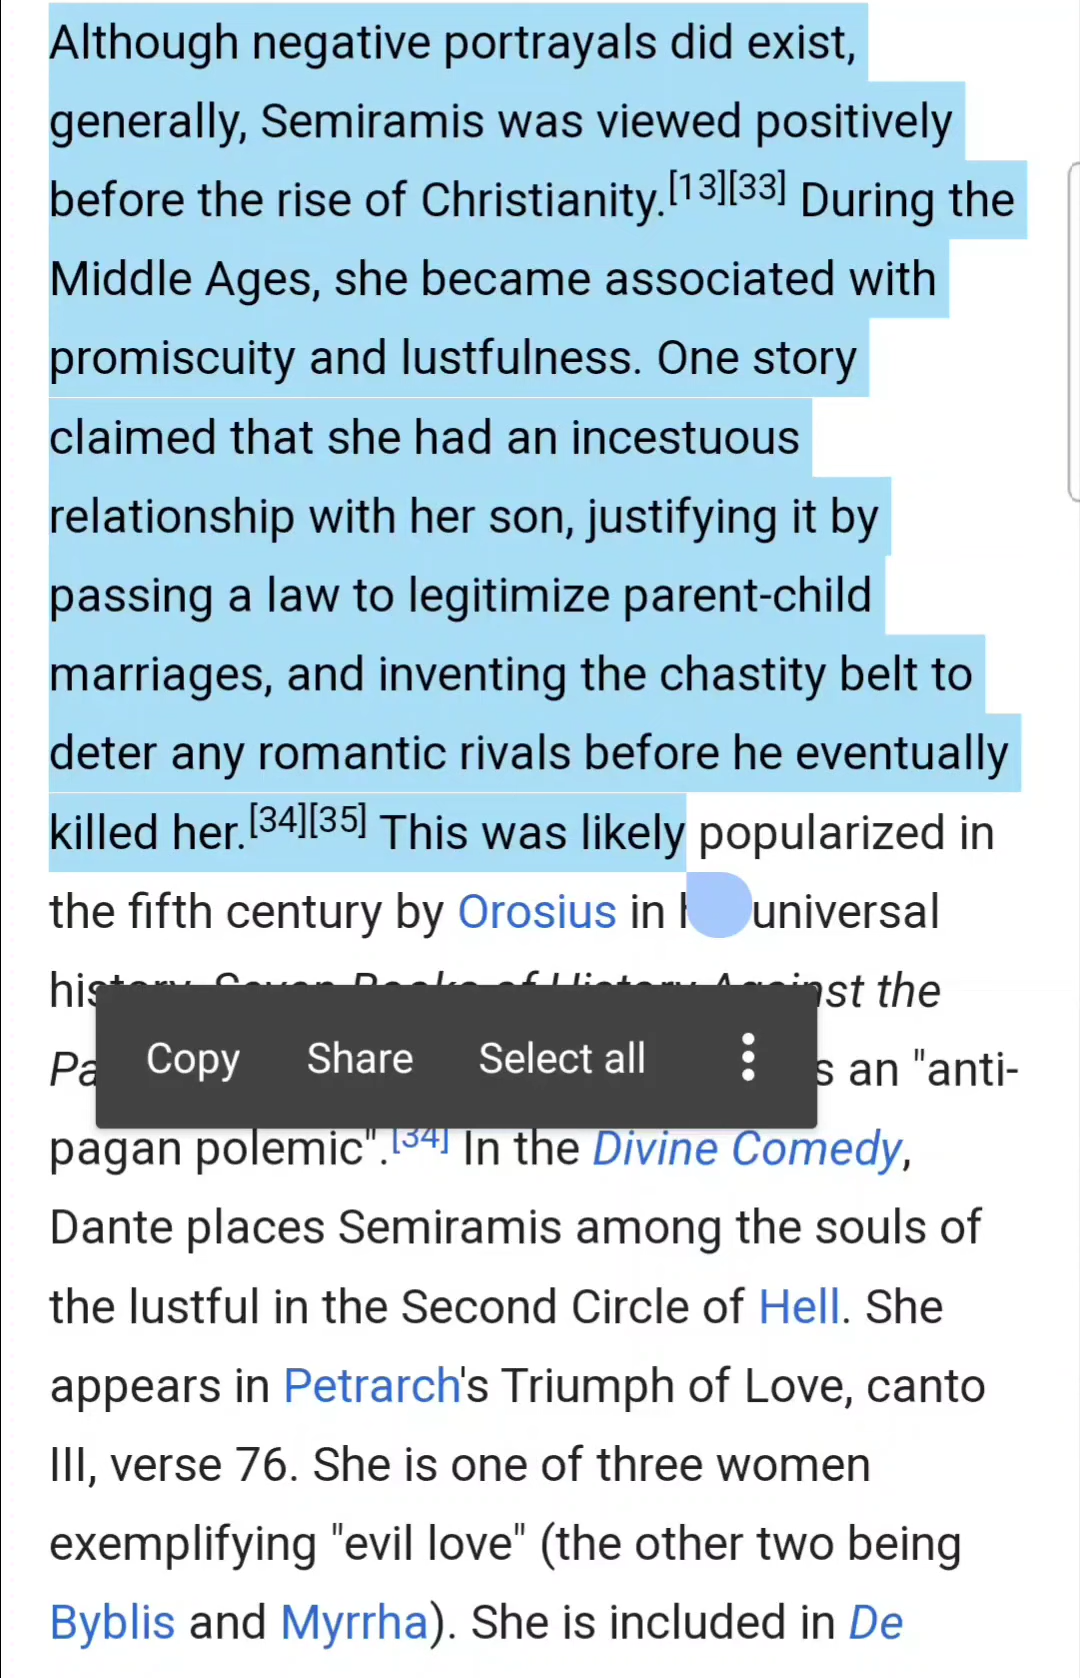 Although negative portrayals did exist,
generally, Semiramis was viewed positively
before the rise of Christianity.[13][33] During the
Middle Ages, she became associated with
promiscuity and lustfulness. One story
claimed that she had an incestuous
relationship with her son, justifying it by
passing a law to legitimize parent-child
marriages, and inventing the chastity belt to
deter any romantic rivals before he eventually
killed her.[34][35] This was likely popularized in
the fifth century by Orosius in universal
history, Seven Books of History Against the
an "anti-
Copy Share Select all
pagan polemic".[34] In the Divine Comedy,
Dante places Semiramis among the souls of
the lustful in the Second Circle of Hell. She
appears in Petrarch's Triumph of Love, canto
III, verse 76. She is one of three women
exemplifying "evil love" (the other two being
Byblis and Myrrha). She is included in De